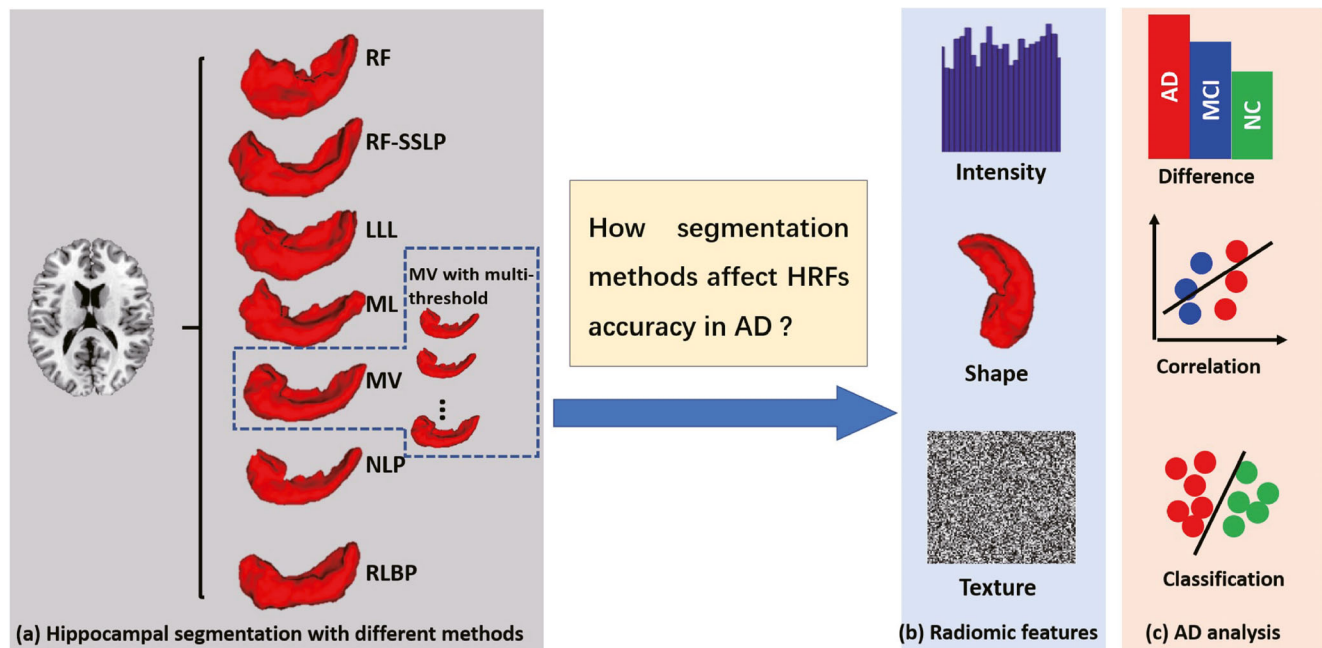 RF
RF-SSLP
LLL
MV with multi-
threshold
ML
MV
NLP
RLBP
(a) Hippocampal segmentation with different methods
How segmentation
methods affect HRFs
accuracy in AD ?
Intensity
Shape
Texture
(b) Radiomic features
AD
MCI
NC
Difference
Correlation
Classification
(c) AD analysis